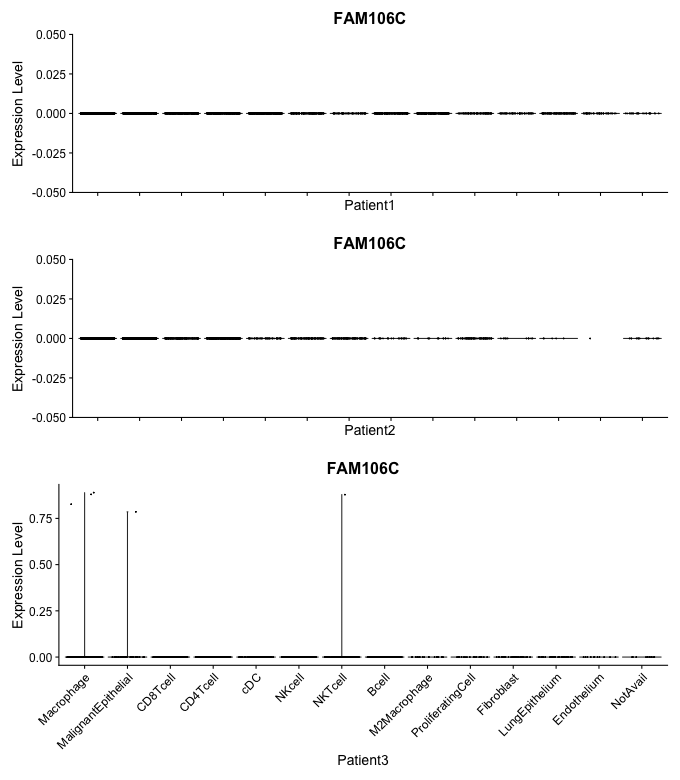 FAM106C
Expression Level
0.050
0.025
0.000
-0.025
-0.050
Patient1
FAM106C
Expression Level
0.050
0.025
0.000
-0.025
-0.050
Patient2
FAM106C
Expression Level
0.75
0.50
0.25
0.00
Macrophage
MalignantEpithelial
CD8Tcell
CD4Tcell
cDC
NKcell
NKTcell
Bcell
M2Macrophage
ProliferatingCell
Fibroblast
LungEpithelium
Endothelium
NotAvail
Patient3